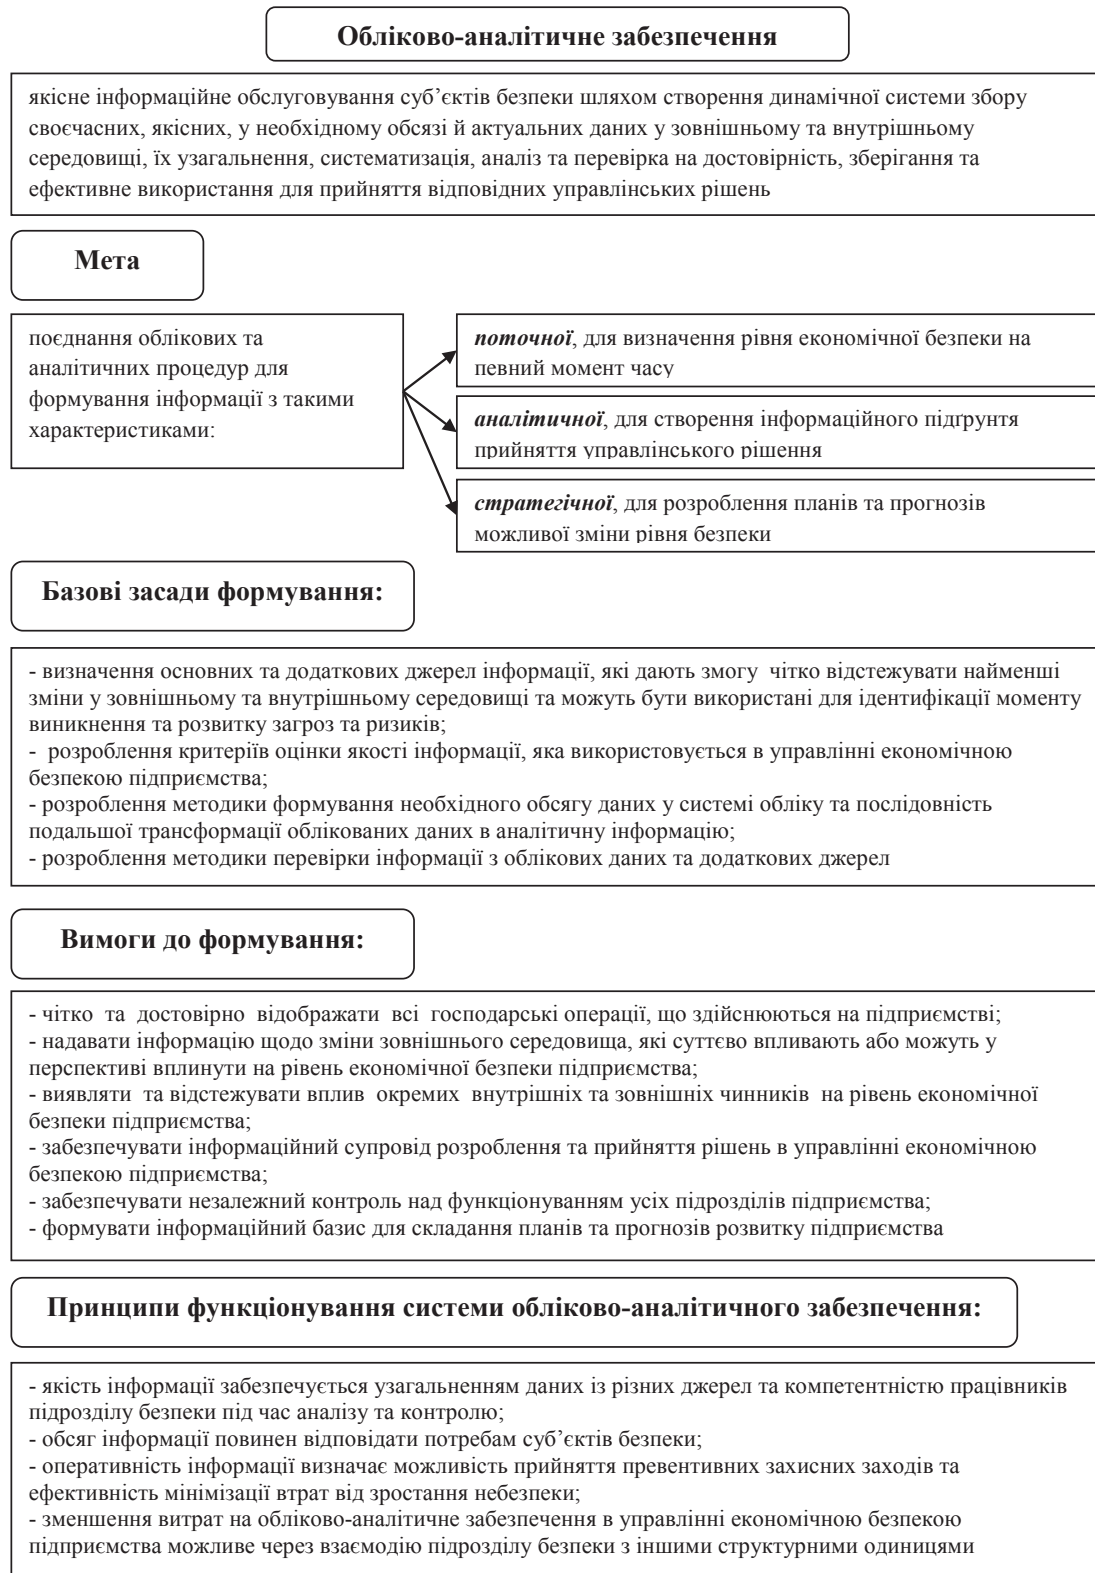 Обліково-аналітичне забезпечення
якісне інформаційне обслуговування суб’єктів безпеки шляхом створення динамічної системи збору
своєчасних, якісних, у необхідному обсязі й актуальних даних у зовнішньому та внутрішньому
середовищі, їх узагальнення, систематизація, аналіз та перевірка на достовірність, зберігання та
ефективне використання для прийняття відповідних управлінських рішень
Мета
поєднання облікових та
аналітичних процедур для
формування інформації з такими
характеристиками:
поточної, для визначення рівня економічної безпеки на
певний момент часу
аналітичної, для створення інформаційного підґрунтя
прийняття управлінського рішення
стратегічної, для розроблення планів та прогнозів
можливої зміни рівня безпеки
Базові засади формування:
- визначення основних та додаткових джерел інформації, які дають змогу чітко відстежувати найменші
зміни у зовнішньому та внутрішньому середовищі та можуть бути використані для ідентифікації моменту
виникнення та розвитку загроз та ризиків;
- розроблення критеріїв оцінки якості інформації, яка використовується в управлінні економічною
безпекою підприємства;
- розроблення методики формування необхідного обсягу даних у системі обліку та послідовність
подальшої трансформації облікованих даних в аналітичну інформацію;
- розроблення методики перевірки інформації з облікових даних та додаткових джерел
Вимоги до формування:
- чітко та достовірно відображати всі господарські операції, що здійснюються на підприємстві;
- надавати інформацію щодо зміни зовнішнього середовища, які суттєво впливають або можуть у
перспективі вплинути на рівень економічної безпеки підприємства;
- виявляти та відстежувати вплив окремих внутрішніх та зовнішніх чинників на рівень економічної
безпеки підприємства;
- забезпечувати інформаційний супровід розроблення та прийняття рішень в управлінні економічною
безпекою підприємства;
- забезпечувати незалежний контроль над функціонуванням усіх підрозділів підприємства;
- формувати інформаційний базис для складання планів та прогнозів розвитку підприємства
Принципи функціонування системи обліково-аналітичного забезпечення:
- якість інформації забезпечується узагальненням даних із різних джерел та компетентністю працівників
підрозділу безпеки під час аналізу та контролю;
- обсяг інформації повинен відповідати потребам суб’єктів безпеки;
- оперативність інформації визначає можливість прийняття превентивних захисних заходів та
ефективність мінімізації втрат від зростання небезпеки;
- зменшення витрат на обліково-аналітичне забезпечення в управлінні економічною безпекою
підприємства можливе через взаємодію підрозділу безпеки з іншими структурними одиницями